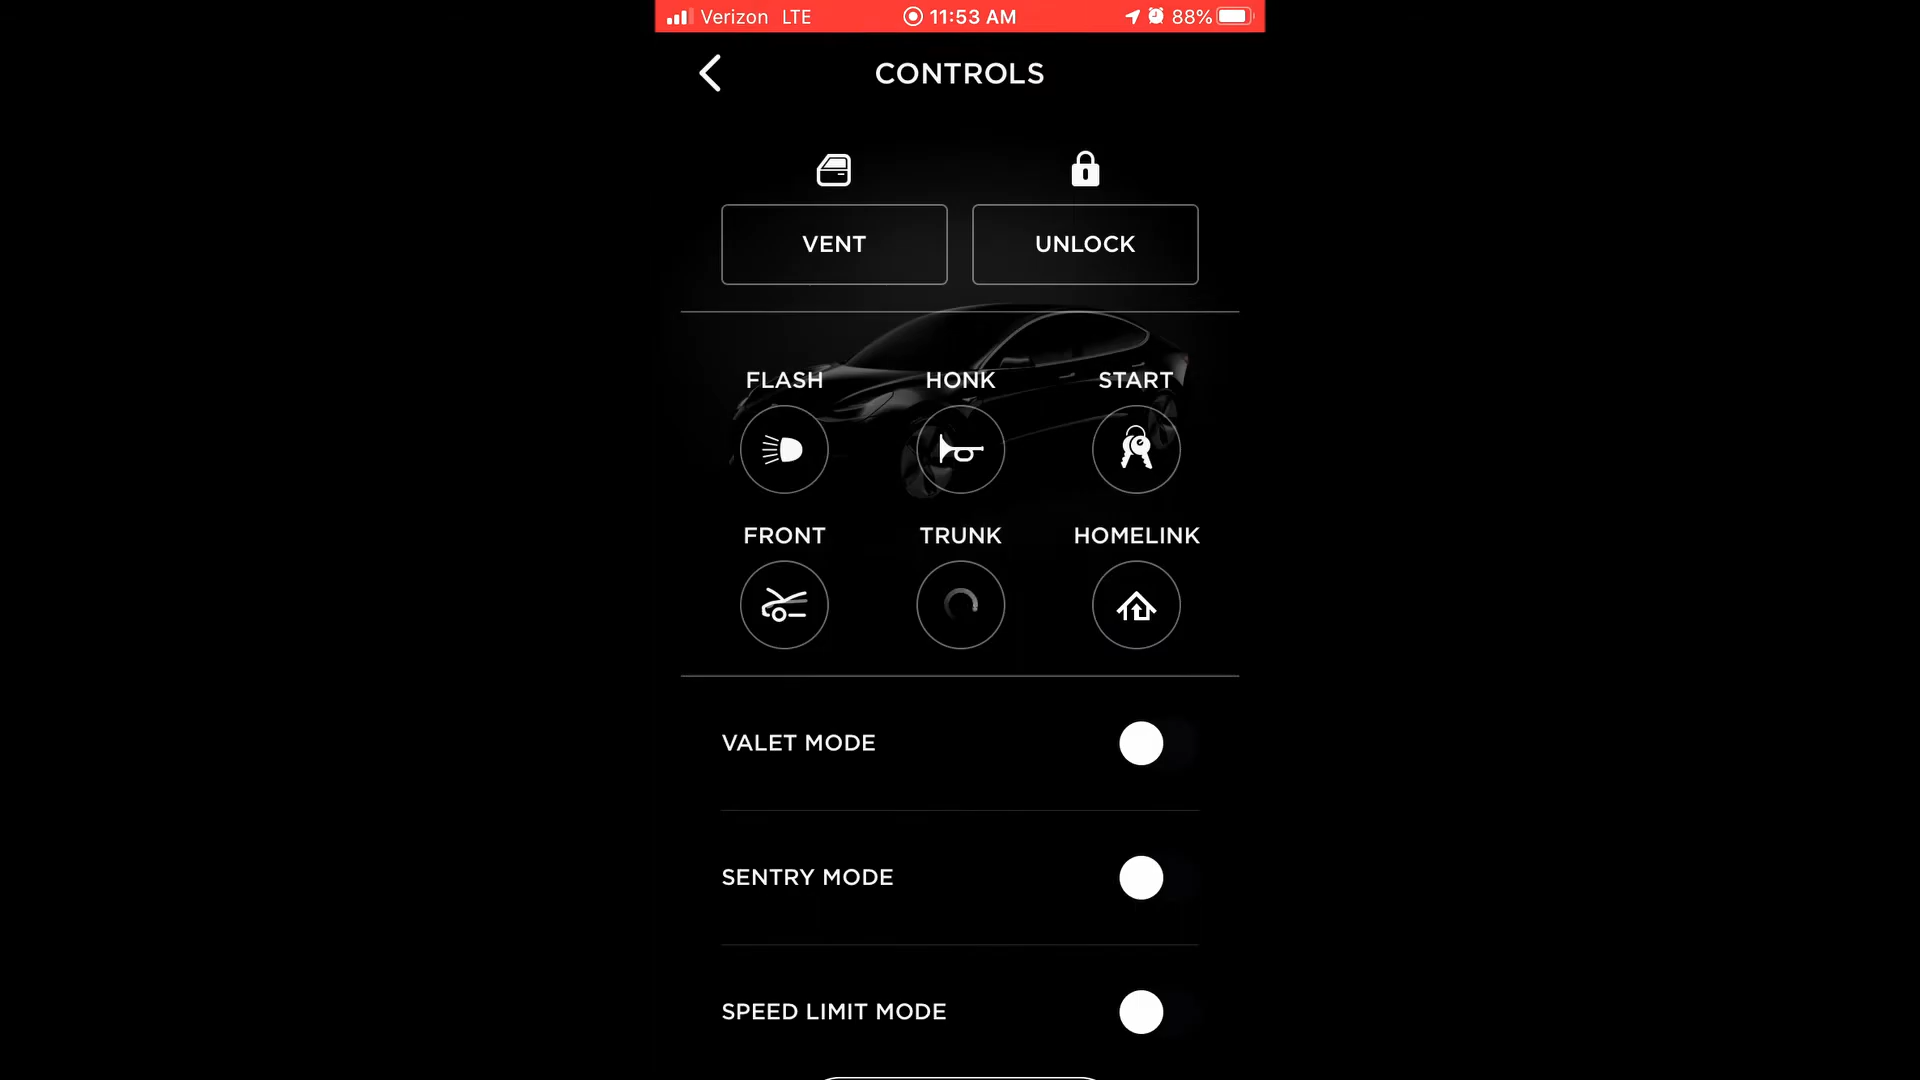 Verizon LTE 11:53 AM 88%
CONTROLS
VENT UNLOCK
FLASH HONK START
FRONT TRUNK HOMELINK
VALET MODE
SENTRY MODE
SPEED LIMIT MODE